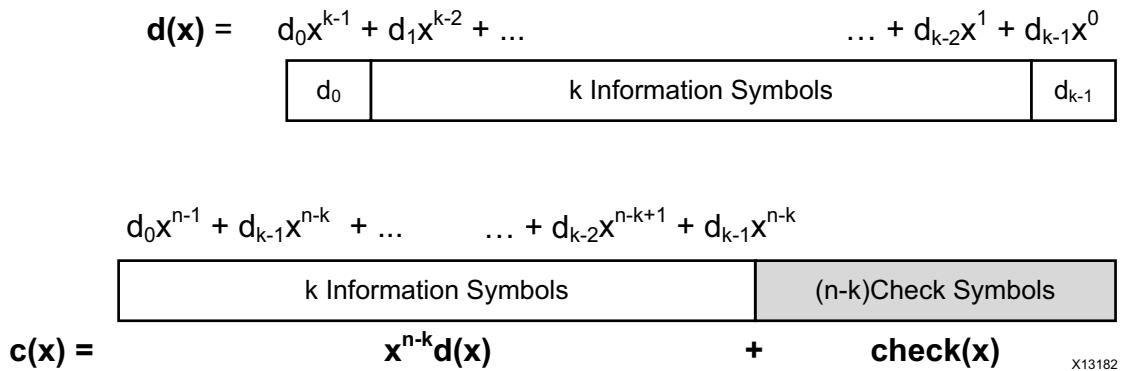 d(x) = d₀xᵏ⁻¹ + d₁xᵏ⁻² + ... … + dₖ₋₂x¹ + dₖ₋₁x⁰
d₀ k Information Symbols dₖ₋₁
d₀xⁿ⁻¹ + dₖ₋₁xⁿ⁻ᵏ + ... … + dₖ₋₂xⁿ⁻ᵏ⁺¹ + dₖ₋₁xⁿ⁻ᵏ
k Information Symbols (n-k)Check Symbols
c(x) = xⁿ⁻ᵏd(x) + check(x)
X13182